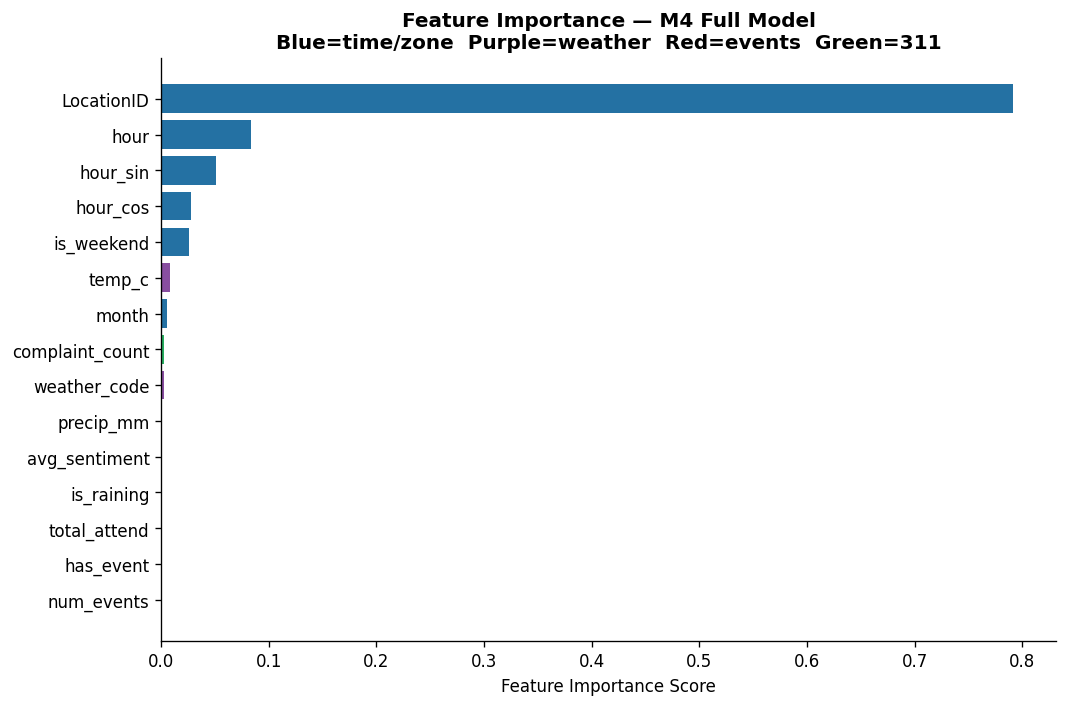 Feature Importance — M4 Full Model
Blue=time/zone  Purple=weather  Red=events  Green=311
LocationID
hour
hour_sin
hour_cos
is_weekend
temp_c
month
complaint_count
weather_code
precip_mm
avg_sentiment
is_raining
total_attend
has_event
num_events
0.0 0.1 0.2 0.3 0.4 0.5 0.6 0.7 0.8
Feature Importance Score